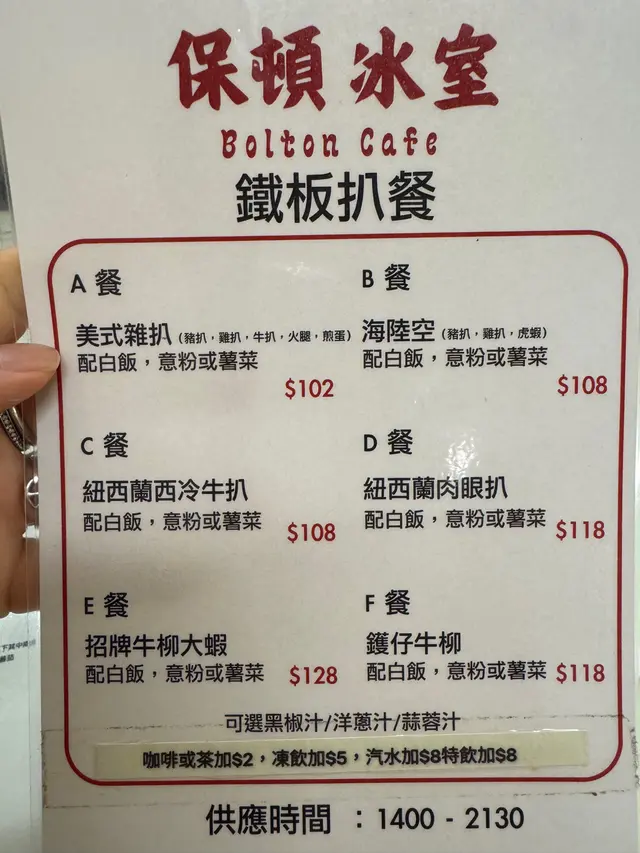 保頓冰室
Bolton Cafe
鐵板扒餐
A 餐
美式雜扒 (豬扒，雞扒，牛扒，火腿，煎蛋)
配白飯，意粉或薯菜
$102
B 餐
海陸空 (豬扒，雞扒，虎蝦)
配白飯，意粉或薯菜
$108
C 餐
紐西蘭西冷牛扒
配白飯，意粉或薯菜
$108
D 餐
紐西蘭肉眼扒
配白飯，意粉或薯菜
$118
E 餐
招牌牛柳大蝦
配白飯，意粉或薯菜
$128
F 餐
鑊仔牛柳
配白飯，意粉或薯菜
$118
可選黑椒汁/洋蔥汁/蒜蓉汁
咖啡或茶加$2，凍飲加$5，汽水加$8特飲加$8
供應時間 ：1400 - 2130